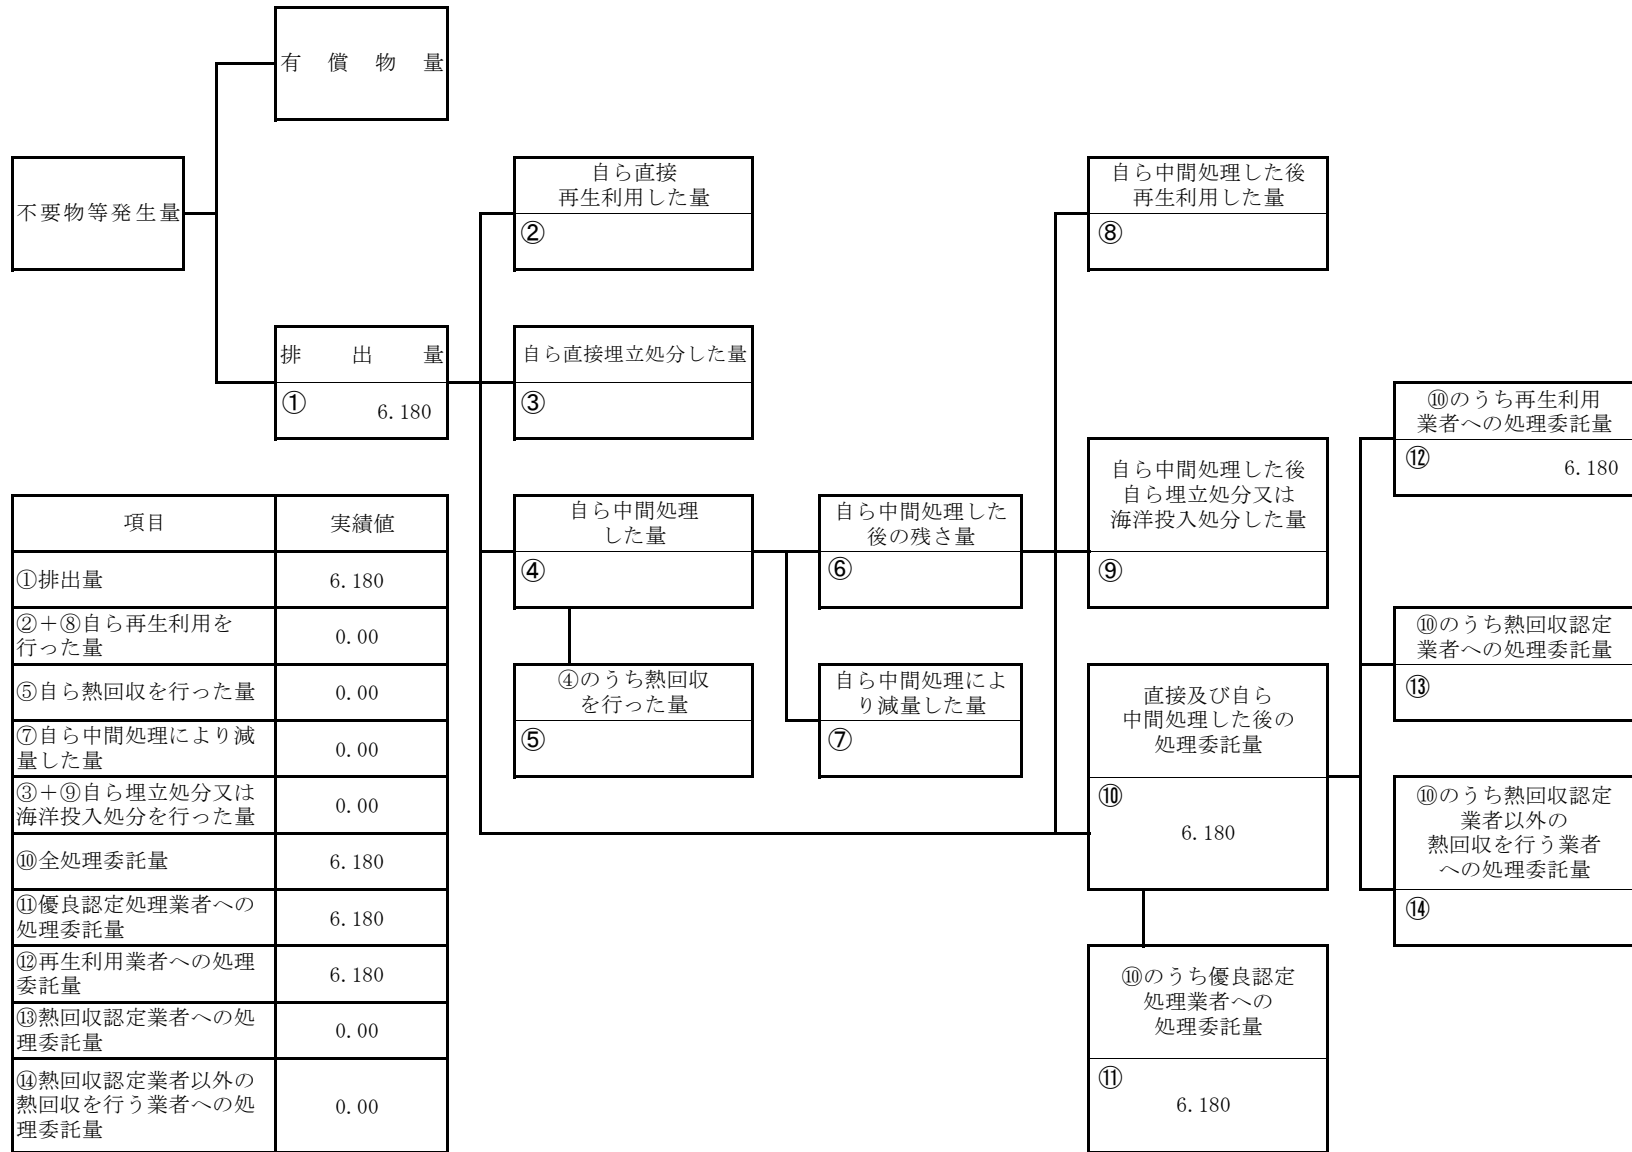 有償物量
不要物等発生量
自ら直接
再生利用した量
②
自ら中間処理した後
再生利用した量
⑧
排出量
①
6.180
自ら直接埋立処分した量
③
⑩のうち再生利用
業者への処理委託量
⑫
6.180
自ら中間処理した後
自ら埋立処分又は
海洋投入処分した量
⑨
自ら中間処理
した量
④
自ら中間処理した
後の残さ量
⑥
⑩のうち熱回収認定
業者への処理委託量
⑬
④のうち熱回収
を行った量
⑤
自ら中間処理によ
り減量した量
⑦
直接及び自ら
中間処理した後の
処理委託量
⑩
6.180
⑩のうち熱回収認定
業者以外の
熱回収を行う業者
への処理委託量
⑭
⑩のうち優良認定
処理業者への
処理委託量
⑪
6.180
項目 実績値
①排出量 6.180
②＋⑧自ら再生利用を
行った量 0.00
⑤自ら熱回収を行った量 0.00
⑦自ら中間処理により減
量した量 0.00
③＋⑨自ら埋立処分又は
海洋投入処分を行った量 0.00
⑩全処理委託量 6.180
⑪優良認定処理業者への
処理委託量 6.180
⑫再生利用業者への処理
委託量 6.180
⑬熱回収認定業者への処
理委託量 0.00
⑭熱回収認定業者以外の
熱回収を行う業者への処
理委託量 0.00